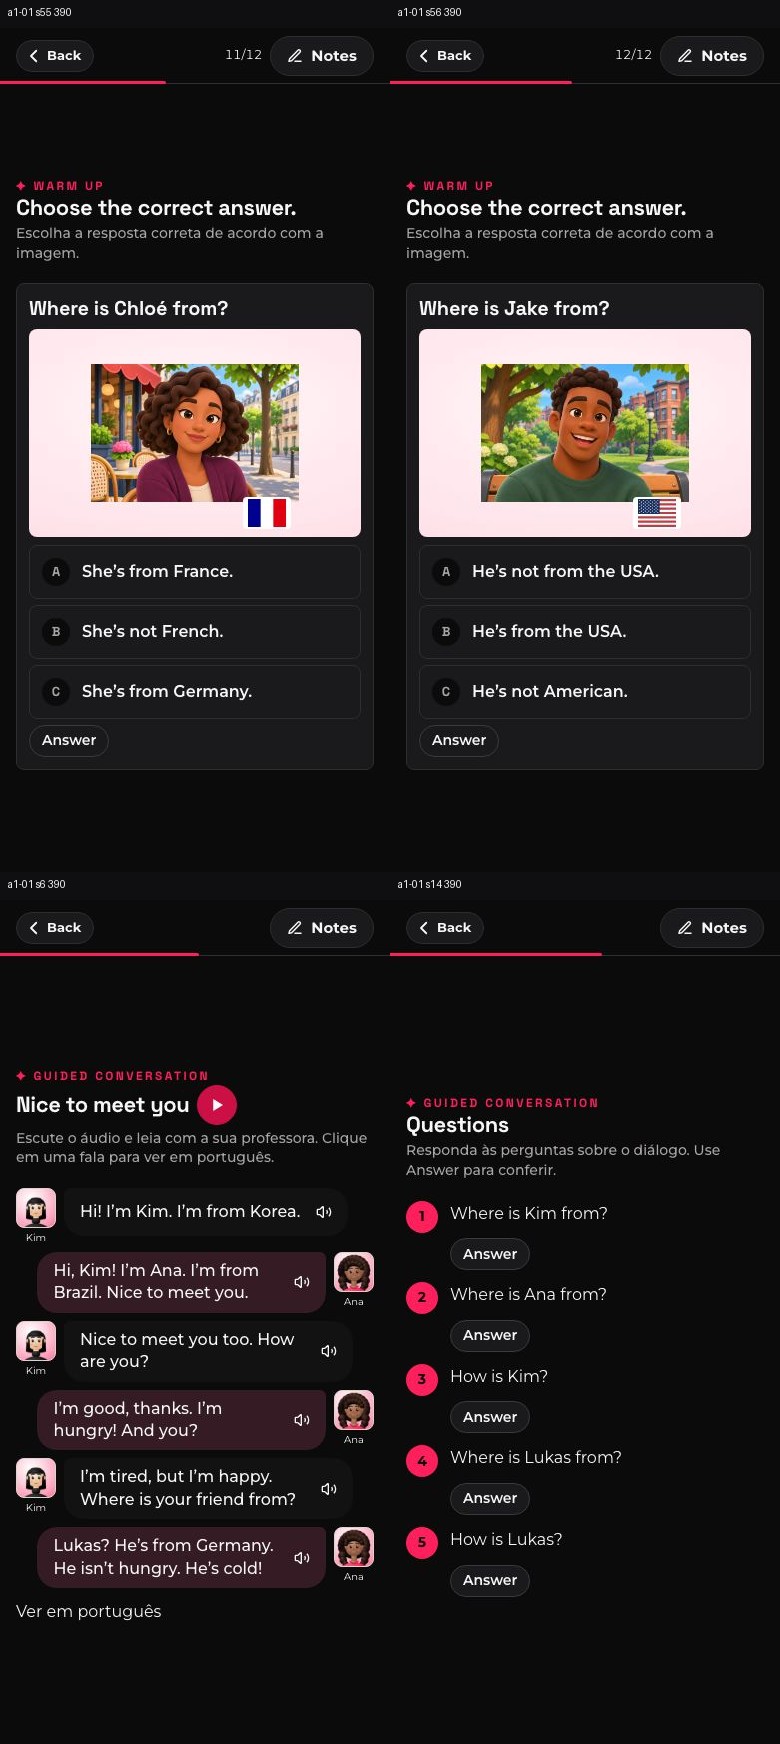 a1-01 s55 390
Back
11/12
Notes
WARM UP
Choose the correct answer.
Escolha a resposta correta de acordo com a
imagem.
Where is Chloé from?
A She’s from France.
B She’s not French.
C She’s from Germany.
Answer
a1-01 s56 390
Back
12/12
Notes
WARM UP
Choose the correct answer.
Escolha a resposta correta de acordo com a
imagem.
Where is Jake from?
A He’s not from the USA.
B He’s from the USA.
C He’s not American.
Answer
a1-01 s6 390
Back
Notes
GUIDED CONVERSATION
Nice to meet you
Escute o áudio e leia com a sua professora. Clique
em uma fala para ver em português.
Hi! I’m Kim. I’m from Korea.
Kim
Hi, Kim! I’m Ana. I’m from
Brazil. Nice to meet you.
Ana
Nice to meet you too. How
are you?
Kim
I’m good, thanks. I’m
hungry! And you?
Ana
I’m tired, but I’m happy.
Where is your friend from?
Kim
Lukas? He’s from Germany.
He isn’t hungry. He’s cold!
Ana
Ver em português
a1-01 s14 390
Back
Notes
GUIDED CONVERSATION
Questions
Responda às perguntas sobre o diálogo. Use
Answer para conferir.
1 Where is Kim from?
Answer
2 Where is Ana from?
Answer
3 How is Kim?
Answer
4 Where is Lukas from?
Answer
5 How is Lukas?
Answer